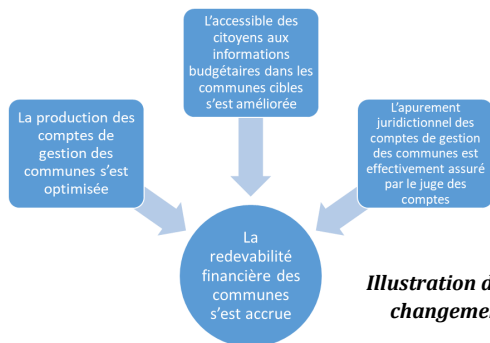 L'accessible des
citoyens aux
informations
budgétaires dans les
communes cibles
s'est améliorée
La production des
comptes de
gestion des
communes s'est
optimisée
L'apurement
juridictionnel des
comptes de gestion
des communes est
effectivement assuré
par le juge des
comptes
La
redevabilité
financière des
communes
s'est accrue
Illustration